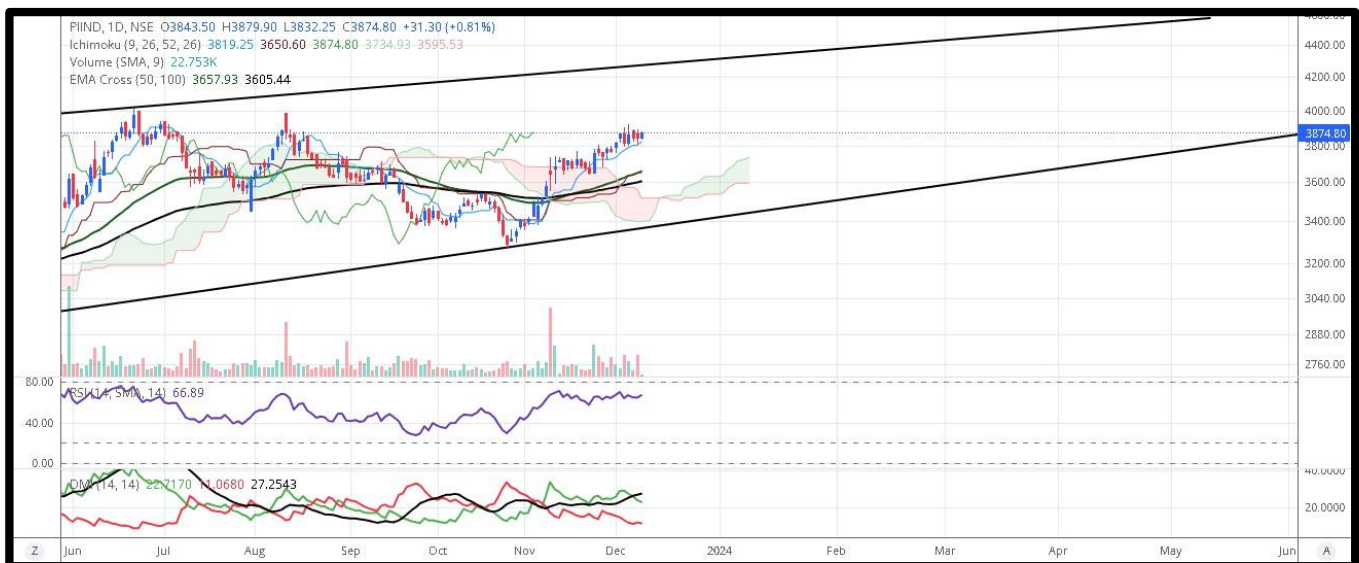 PIIND, 1D, NSE O3843.50 H3879.90 L3832.25 C3874.80 +31.30 (+0.81%)
Ichimoku (9, 26, 52, 26) 3819.25 3650.60 3874.80 3734.93 3595.53
Volume (SMA, 9) 22.753K
EMA Cross (50, 100) 3657.93 3605.44
4400.00
4200.00
4000.00
3874.80
3800.00
3600.00
3400.00
3200.00
3040.00
2880.00
2760.00
80.00
RSI (14, SMA, 14) 66.89
40.00
0.00
40.0000
DMI (14, 14) 22.7170 11.0680 27.2543
20.0000
Z Jun Jul Aug Sep Oct Nov Dec 2024 Feb Mar Apr May Jun A